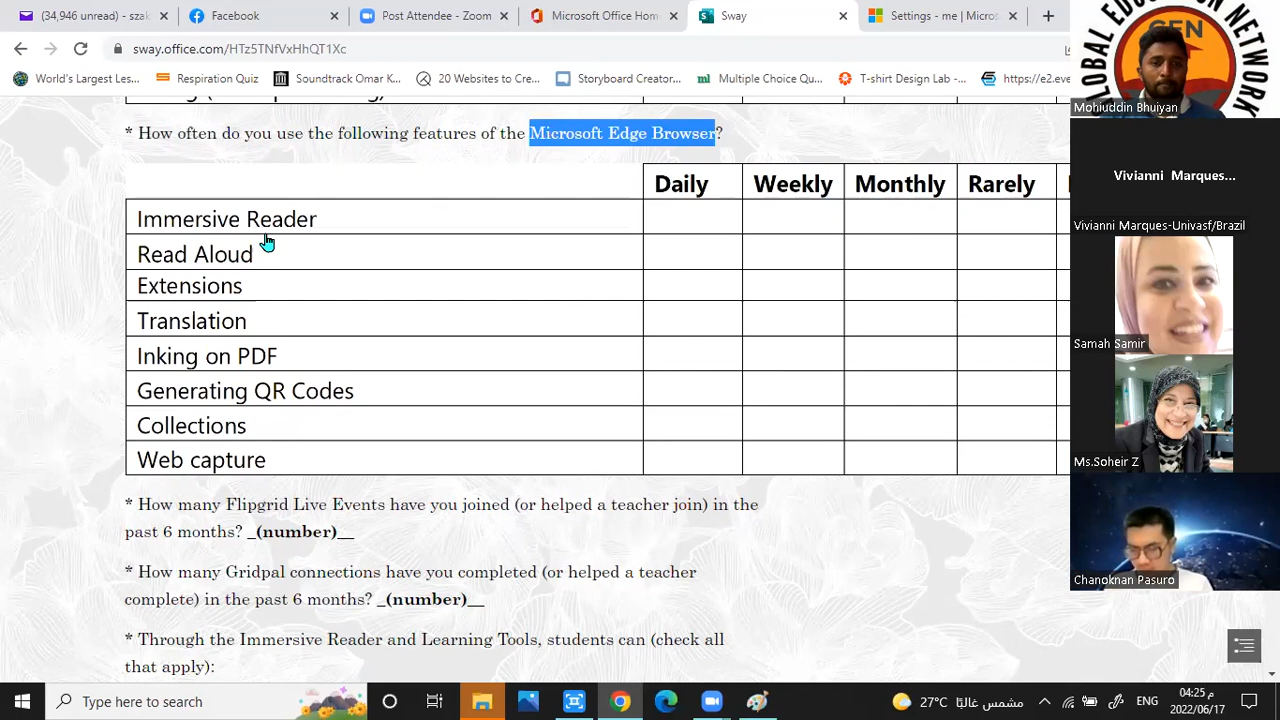 (34,946 unread) - szak
Facebook
Post Attendee - Zoom
Microsoft Office Hom
Sway
Settings - me | Micros
sway.office.com/HTz5TNfVxHhQT1Xc
World's Largest Les...
Respiration Quiz
Soundtrack Omar K...
20 Websites to Cre...
Storyboard Creator...
Multiple Choice Qu...
T-shirt Design Lab -...
https://e2.eve
* How often do you use the following features of the Microsoft Edge Browser?
Daily Weekly Monthly Rarely
Immersive Reader
Read Aloud
Extensions
Translation
Inking on PDF
Generating QR Codes
Collections
Web capture
* How many Flipgrid Live Events have you joined (or helped a teacher join) in the
past 6 months? _(number)__
* How many Gridpal connections have you completed (or helped a teacher
complete) in the past 6 months? _(number)__
* Through the Immersive Reader and Learning Tools, students can (check all
that apply):
GLOBAL EDUCATION NETWORK
GEN
Mohiuddin Bhuiyan
Vivianni Marques...
Vivianni Marques-Univasf/Brazil
Samah Samir
Ms.Soheir Z
Chanoknan Pasuro
Type here to search
27°C مشمس غالبًا
ENG
04:25 م
2022/06/17